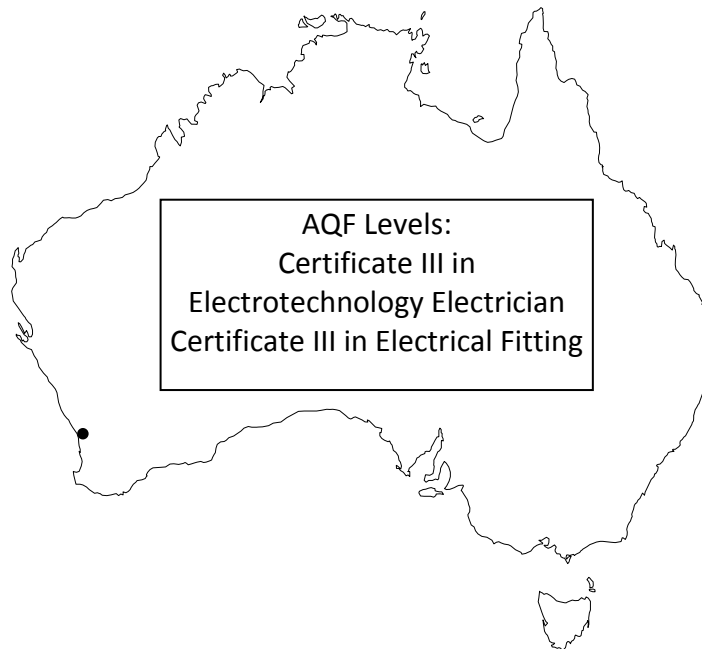 AQF Levels:
Certificate III in
Electrotechnology Electrician
Certificate III in Electrical Fitting